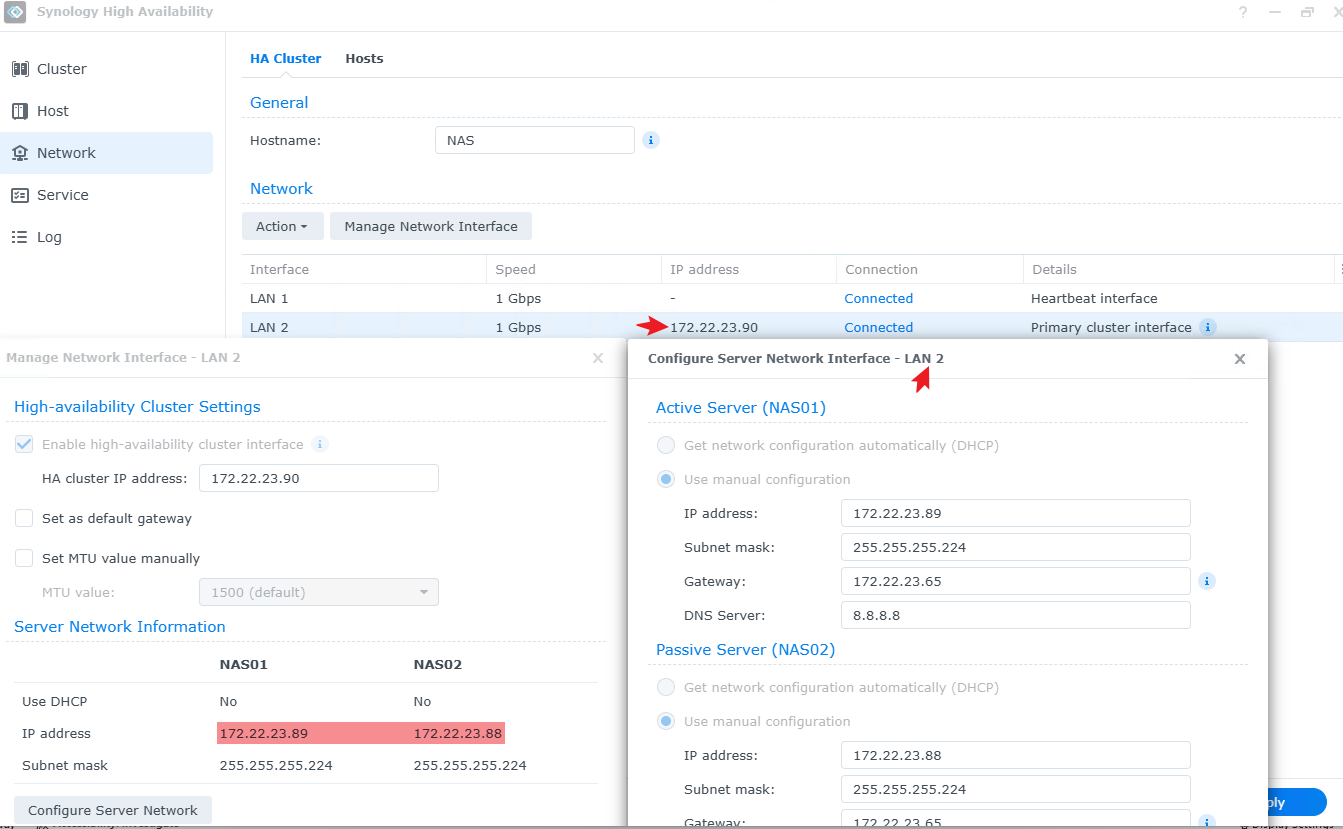 Synology High Availability
?
Cluster
Host
Network
Service
Log
HA Cluster Hosts
General
Hostname: NAS i
Network
Action Manage Network Interface
Interface Speed IP address Connection Details
LAN 1 1 Gbps - Connected Heartbeat interface
LAN 2 1 Gbps 172.22.23.90 Connected Primary cluster interface i
Manage Network Interface - LAN 2
High-availability Cluster Settings
Enable high-availability cluster interface i
HA cluster IP address: 172.22.23.90
Set as default gateway
Set MTU value manually
MTU value: 1500 (default)
Server Network Information
NAS01 NAS02
Use DHCP No No
IP address 172.22.23.89 172.22.23.88
Subnet mask 255.255.255.224 255.255.255.224
Configure Server Network
Configure Server Network Interface - LAN 2
Active Server (NAS01)
Get network configuration automatically (DHCP)
Use manual configuration
IP address: 172.22.23.89
Subnet mask: 255.255.255.224
Gateway: 172.22.23.65 i
DNS Server: 8.8.8.8
Passive Server (NAS02)
Get network configuration automatically (DHCP)
Use manual configuration
IP address: 172.22.23.88
Subnet mask: 255.255.255.224
Gateway: 172.22.23.65 i